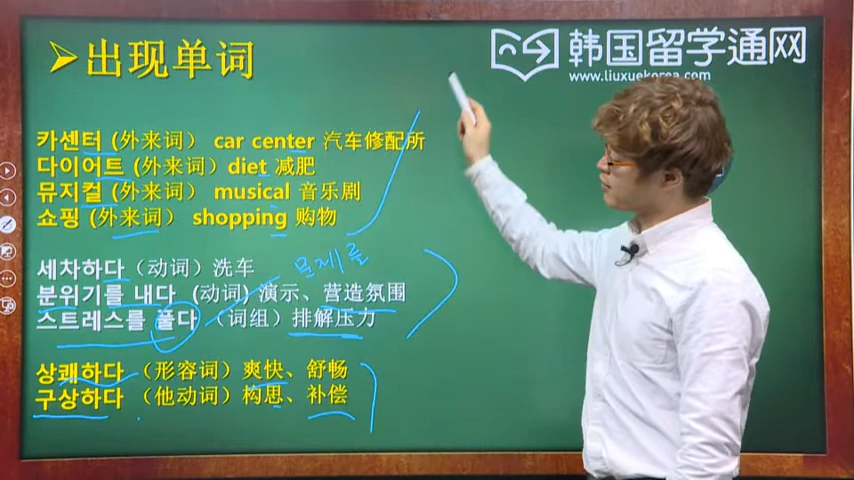 出现单词
韩国留学通网
www.liuxuekorea.com
카센터 (外来词） car center 汽车修配所
다이어트 (外来词）diet 减肥
뮤지컬 (外来词） musical 音乐剧
쇼핑 (外来词） shopping 购物
세차하다（动词）洗车
문제를
분위기를 내다 (动词) 演示、营造氛围
스트레스를 풀다 （词组）排解压力
상쾌하다 （形容词）爽快、舒畅
구상하다 （他动词）构思、补偿